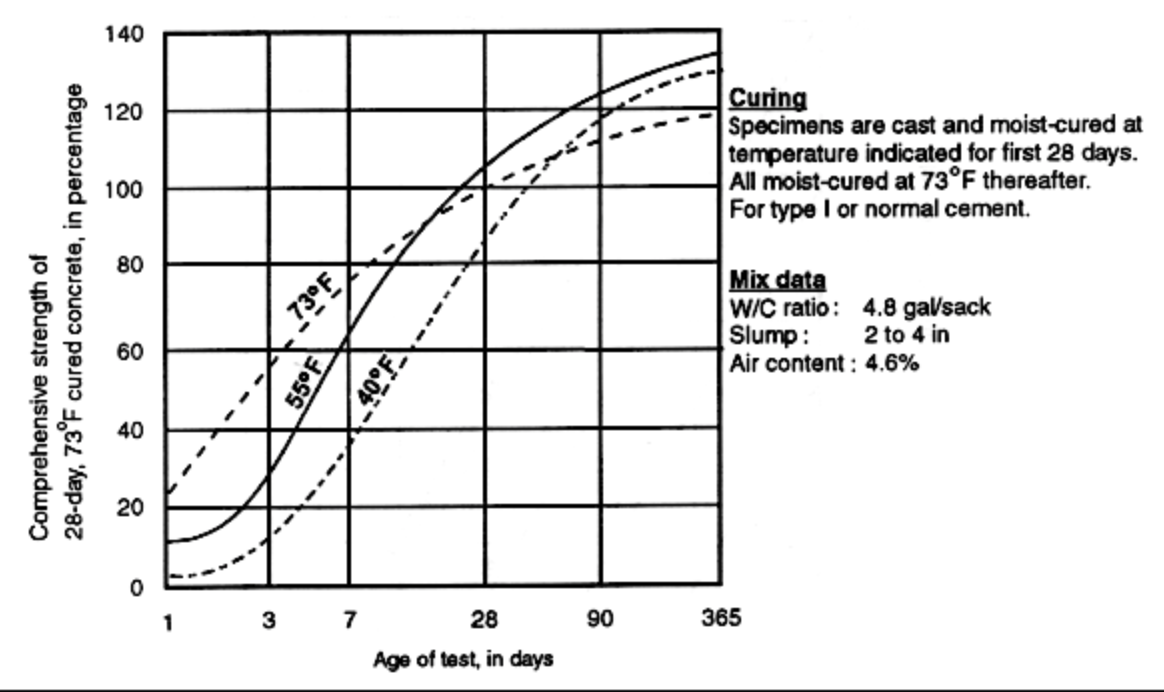 140
120
100
80
60
40
20
0
Comprehensive strength of
28-day, 73°F cured concrete, in percentage
73°F
55°F
40°F
1 3 7 28 90 365
Age of test, in days
Curing
Specimens are cast and moist-cured at
temperature indicated for first 28 days.
All moist-cured at 73°F thereafter.
For type I or normal cement.
Mix data
W/C ratio : 4.8 gal/sack
Slump : 2 to 4 in
Air content : 4.6%